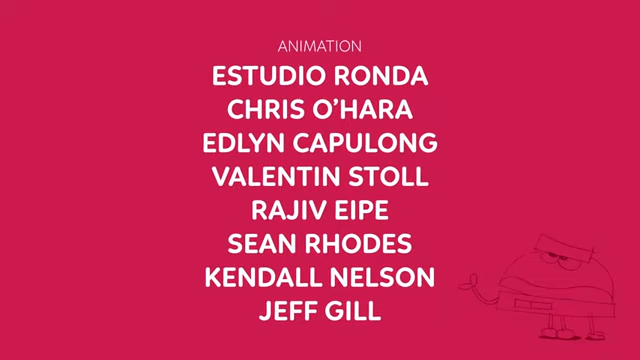 ANIMATION
ESTUDIO RONDA
CHRIS O’HARA
EDLYN CAPULONG
VALENTIN STOLL
RAJIV EIPE
SEAN RHODES
KENDALL NELSON
JEFF GILL